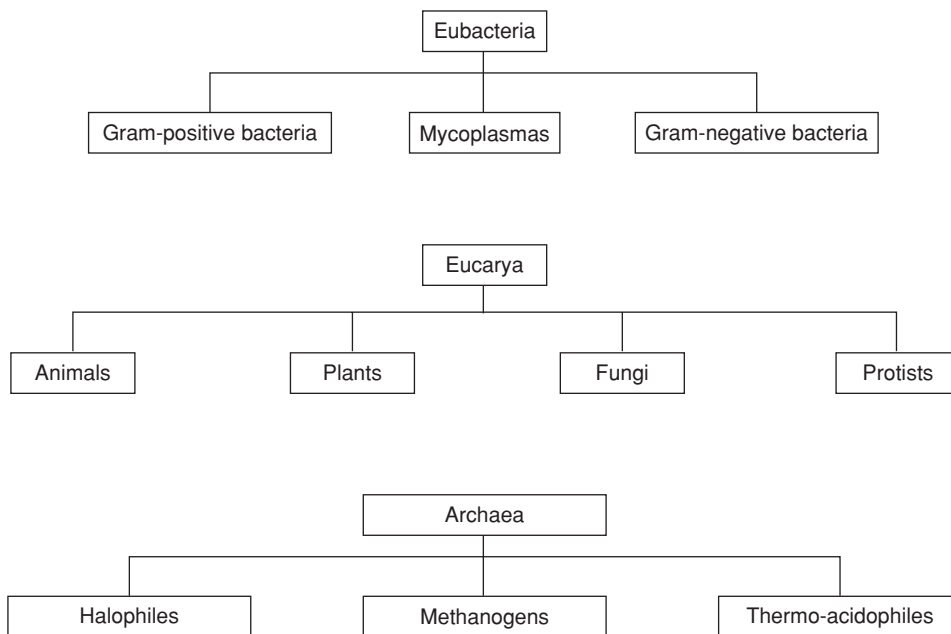 Eubacteria
Gram-positive bacteria
Mycoplasmas
Gram-negative bacteria
Eucarya
Animals
Plants
Fungi
Protists
Archaea
Halophiles
Methanogens
Thermo-acidophiles